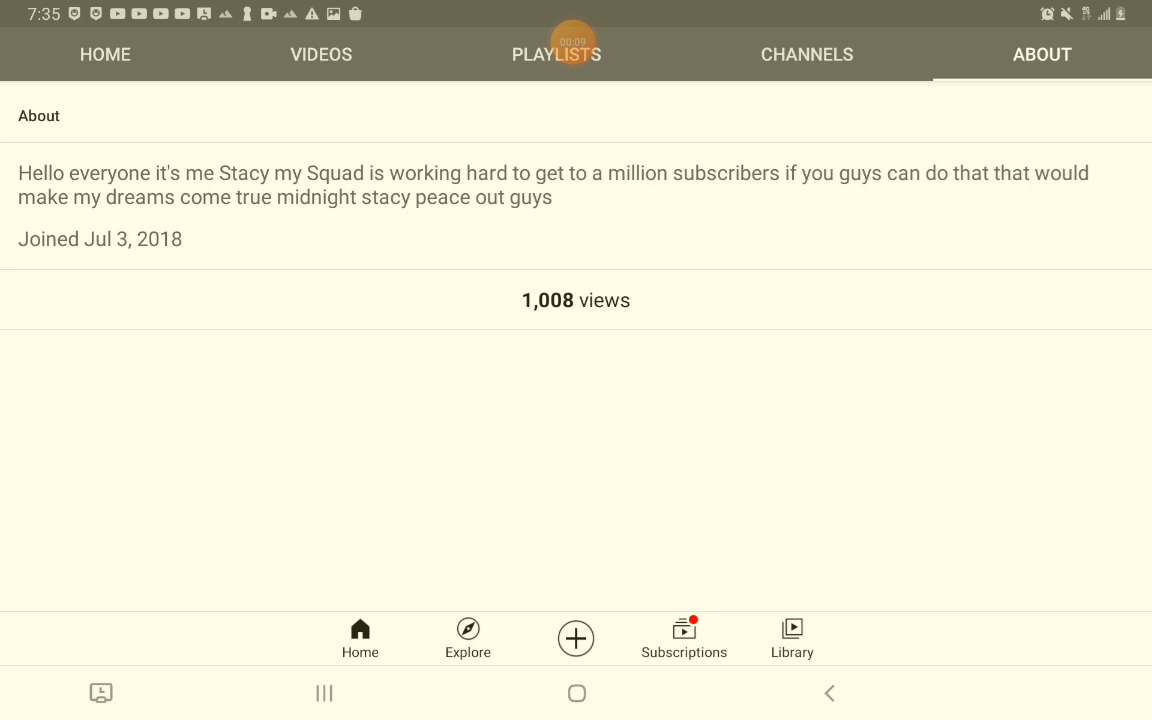 7:35
HOME VIDEOS PLAYLISTS CHANNELS ABOUT
00:09
About
Hello everyone it's me Stacy my Squad is working hard to get to a million subscribers if you guys can do that that would
make my dreams come true midnight stacy peace out guys
Joined Jul 3, 2018
1,008 views
Home Explore Subscriptions Library